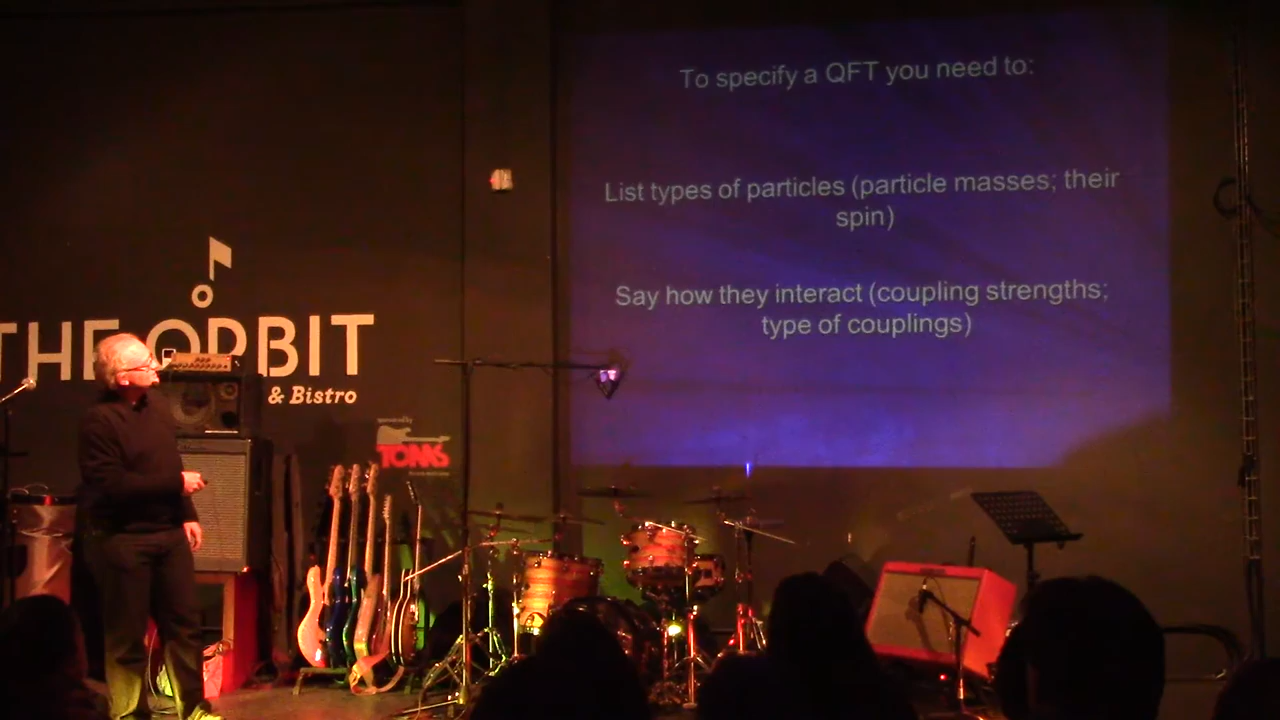 To specify a QFT you need to:
List types of particles (particle masses; their
spin)
Say how they interact (coupling strengths;
type of couplings)
THE ORBIT
& Bistro
TOMS